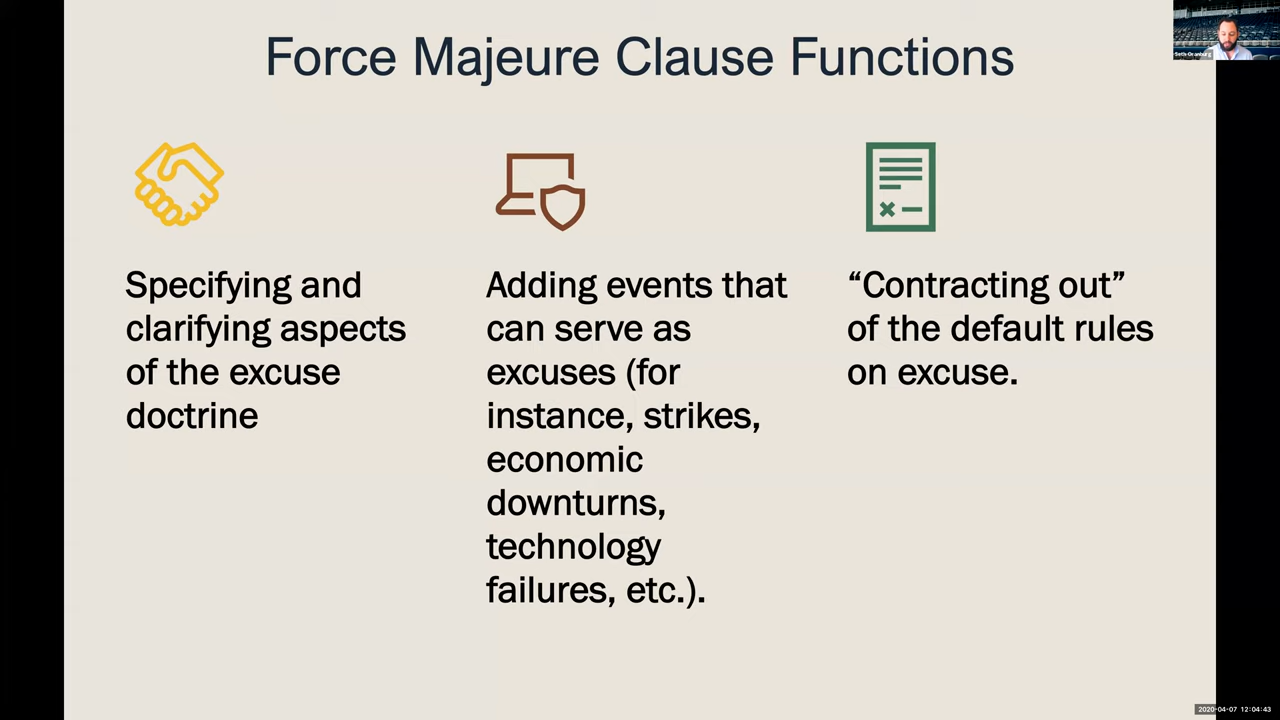 Force Majeure Clause Functions
Seth Oranburg
Specifying and
clarifying aspects
of the excuse
doctrine
Adding events that
can serve as
excuses (for
instance, strikes,
economic
downturns,
technology
failures, etc.).
“Contracting out”
of the default rules
on excuse.
2020-04-07 12:04:43